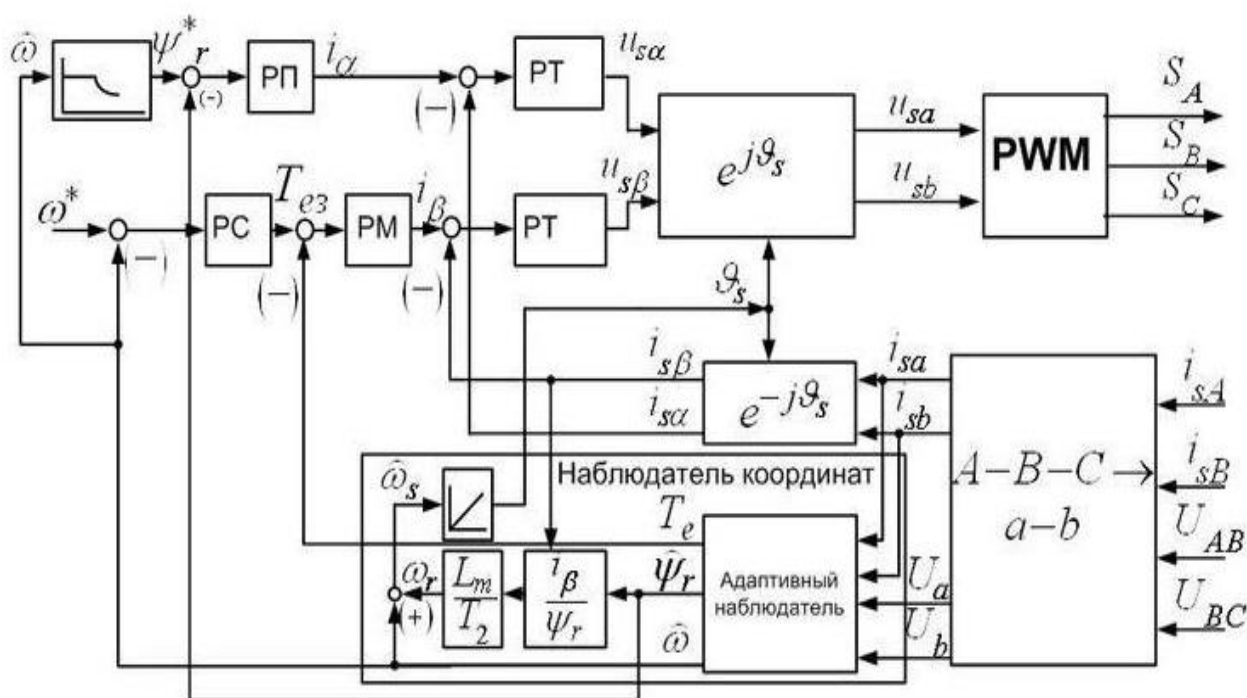 ω̂
ψ*r
(-)
РП
iα
(−)
РТ
usα
e^jϑs
usa
usb
PWM
SA
SB
SC
ω*
(−)
РС
Teз
(−)
РМ
iβ
(−)
РТ
usβ
ϑs
isβ
isα
e^−jϑs
isa
isb
A−B−C →
a−b
isA
isB
UAB
UBC
Наблюдатель координат
ω̂s
Te
ωr
(+)
Lm
T2
iβ
ψr
ψ̂r
ω̂
Адаптивный
наблюдатель
Ua
Ub